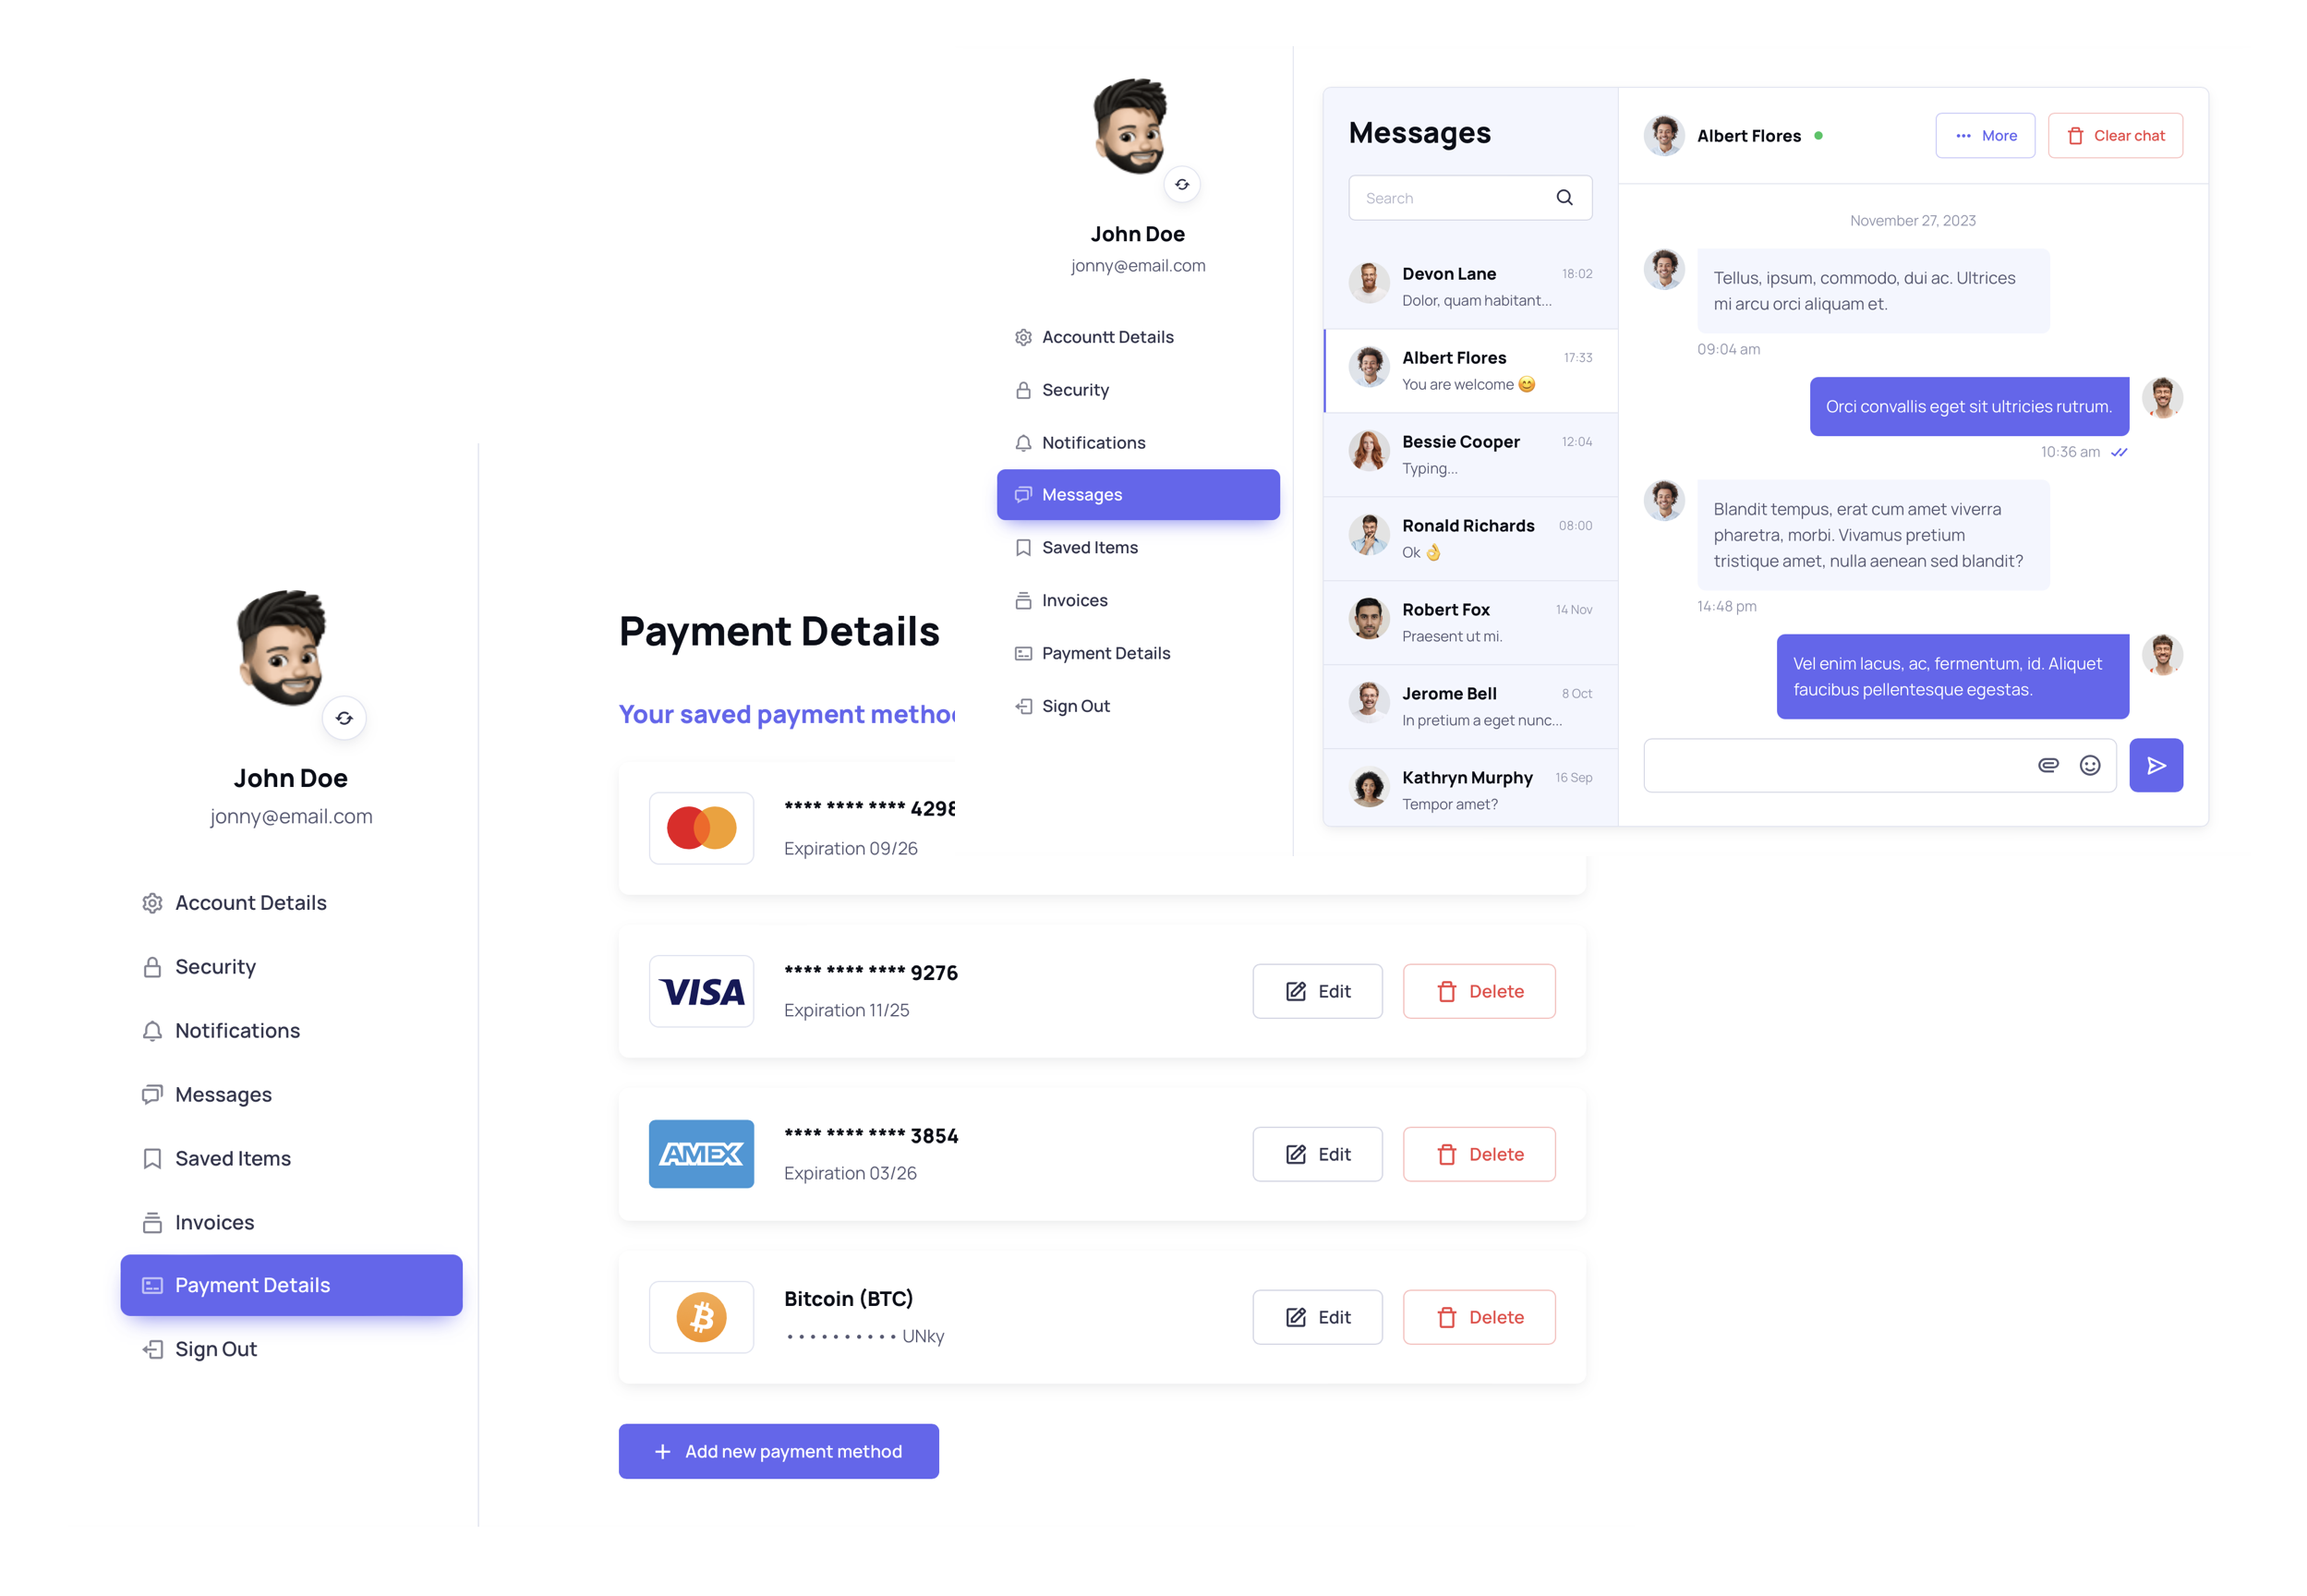 John Doe
jonny@email.com
Account Details
Security
Notifications
Messages
Saved Items
Invoices
Payment Details
Sign Out
Payment Details
Your saved payment
**** **** **** 4298
Expiration 09/26
VISA
**** **** **** 9276
Expiration 11/25
Edit
Delete
AMEX
**** **** **** 3854
Expiration 03/26
Edit
Delete
Bitcoin (BTC)
•••••••••• UNky
Edit
Delete
+ Add new payment method
John Doe
jonny@email.com
Accountt Details
Security
Notifications
Messages
Saved Items
Invoices
Payment Details
Sign Out
Messages
Search
Devon Lane 18:02
Dolor, quam habitant...
Albert Flores 17:33
You are welcome 😊
Bessie Cooper 12:04
Typing...
Ronald Richards 08:00
Ok 👌
Robert Fox 14 Nov
Praesent ut mi.
Jerome Bell 8 Oct
In pretium a eget nunc...
Kathryn Murphy 16 Sep
Tempor amet?
Albert Flores
••• More
Clear chat
November 27, 2023
Tellus, ipsum, commodo, dui ac. Ultrices
mi arcu orci aliquam et.
09:04 am
Orci convallis eget sit ultricies rutrum.
10:36 am
Blandit tempus, erat cum amet viverra
pharetra, morbi. Vivamus pretium
tristique amet, nulla aenean sed blandit?
14:48 pm
Vel enim lacus, ac, fermentum, id. Aliquet
faucibus pellentesque egestas.